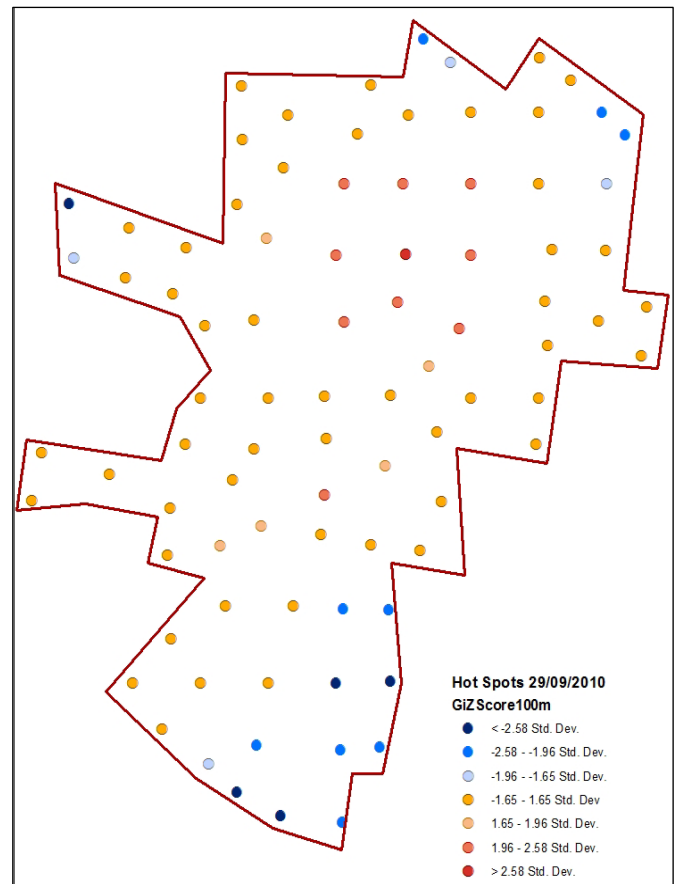 Hot Spots 29/09/2010
GiZScore100m
< -2.58 Std. Dev.
-2.58 - -1.96 Std. Dev.
-1.96 - -1.65 Std. Dev.
-1.65 - 1.65 Std. Dev
1.65 - 1.96 Std. Dev.
1.96 - 2.58 Std. Dev.
> 2.58 Std. Dev.